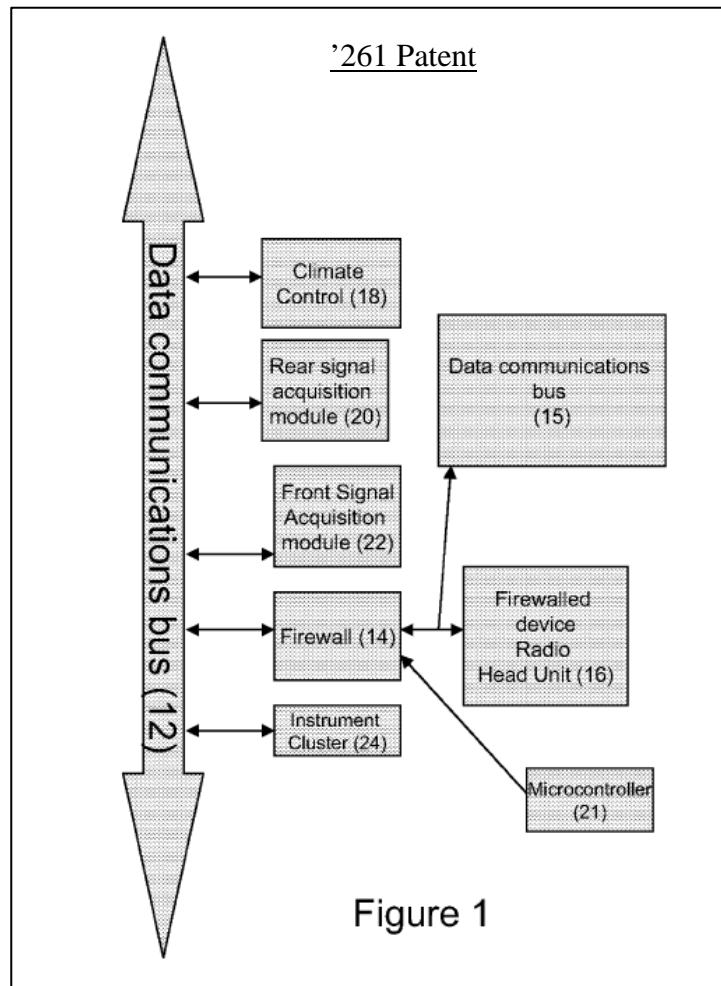 ’261 Patent
Data communications bus (12)
Climate
Control (18)
Rear signal
acquisition
module (20)
Data communications
bus
(15)
Front Signal
Acquisition
module (22)
Firewall (14)
Firewalled
device
Radio
Head Unit (16)
Instrument
Cluster (24)
Microcontroller
(21)
Figure 1